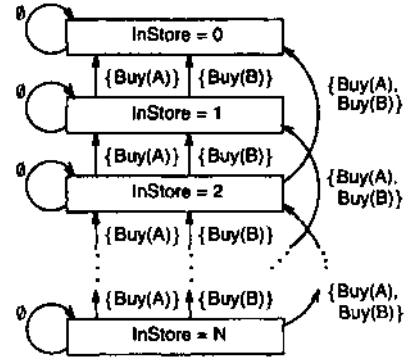 ∅
InStore = 0
{Buy(A)} {Buy(B)}
{Buy(A),
Buy(B)}
∅
InStore = 1
{Buy(A)} {Buy(B)}
∅
InStore = 2
{Buy(A),
Buy(B)}
{Buy(A)} {Buy(B)}
{Buy(A)} {Buy(B)}
{Buy(A),
Buy(B)}
∅
InStore = N